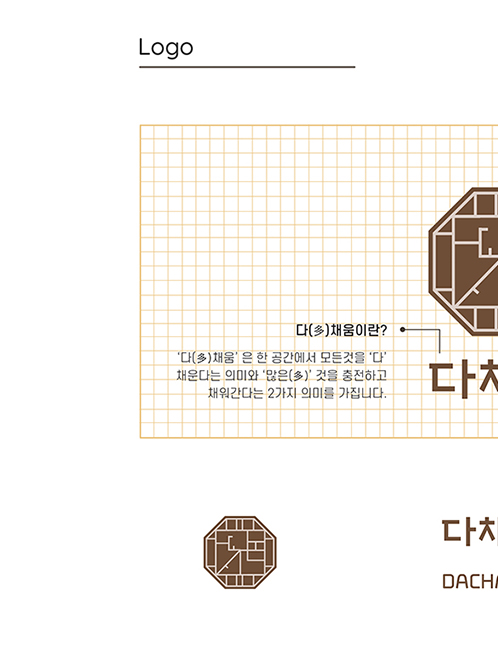 Logo
다(多)채움이란?
'다(多)채움' 은 한 공간에서 모든것을 '다'
채운다는 의미와 '많은(多)' 것을 충전하고
채워간다는 2가지 의미를 가집니다.
다채
다채
DACHA